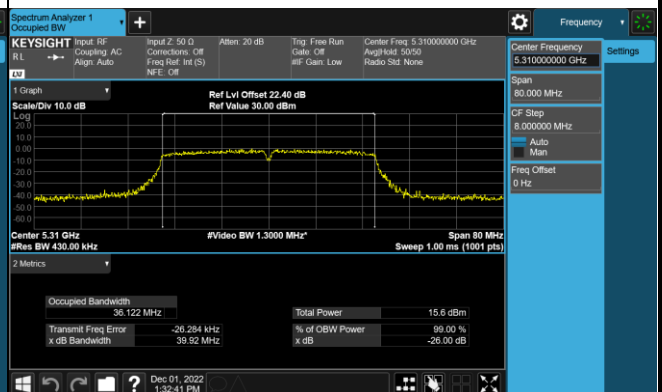 Spectrum Analyzer 1
Occupied BW
Frequency
KEYSIGHT
R L
LXI
Input: RF
Coupling: AC
Align: Auto
Input Z: 50 Ω
Corrections: Off
Freq Ref: Int (S)
NFE: Off
Atten: 20 dB
Trig: Free Run
Gate: Off
#IF Gain: Low
Center Freq: 5.310000000 GHz
Avg|Hold: 50/50
Radio Std: None
Center Frequency
5.310000000 GHz
Settings
Span
80.000 MHz
CF Step
8.000000 MHz
Auto
Man
Freq Offset
0 Hz
1 Graph
Scale/Div 10.0 dB
Ref Lvl Offset 22.40 dB
Ref Value 30.00 dBm
Log
20.0
10.0
0.00
-10.0
-20.0
-30.0
-40.0
-50.0
-60.0
Center 5.31 GHz
#Video BW 1.3000 MHz*
Span 80 MHz
#Res BW 430.00 kHz
Sweep 1.00 ms (1001 pts)
2 Metrics
Occupied Bandwidth
36.122 MHz
Total Power 15.6 dBm
Transmit Freq Error -26.284 kHz
% of OBW Power 99.00 %
x dB Bandwidth 39.92 MHz
x dB -26.00 dB
?
Dec 01, 2022
1:32:41 PM